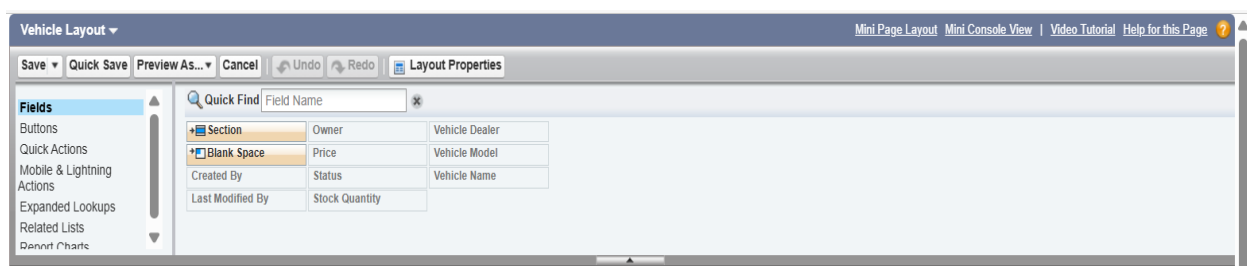 Vehicle Layout
Mini Page Layout Mini Console View | Video Tutorial Help for this Page ?
Save Quick Save Preview As... Cancel Undo Redo Layout Properties
Fields
Buttons
Quick Actions
Mobile & Lightning
Actions
Expanded Lookups
Related Lists
Report Charts
Quick Find Field Name
Section Owner Vehicle Dealer
Blank Space Price Vehicle Model
Created By Status Vehicle Name
Last Modified By Stock Quantity